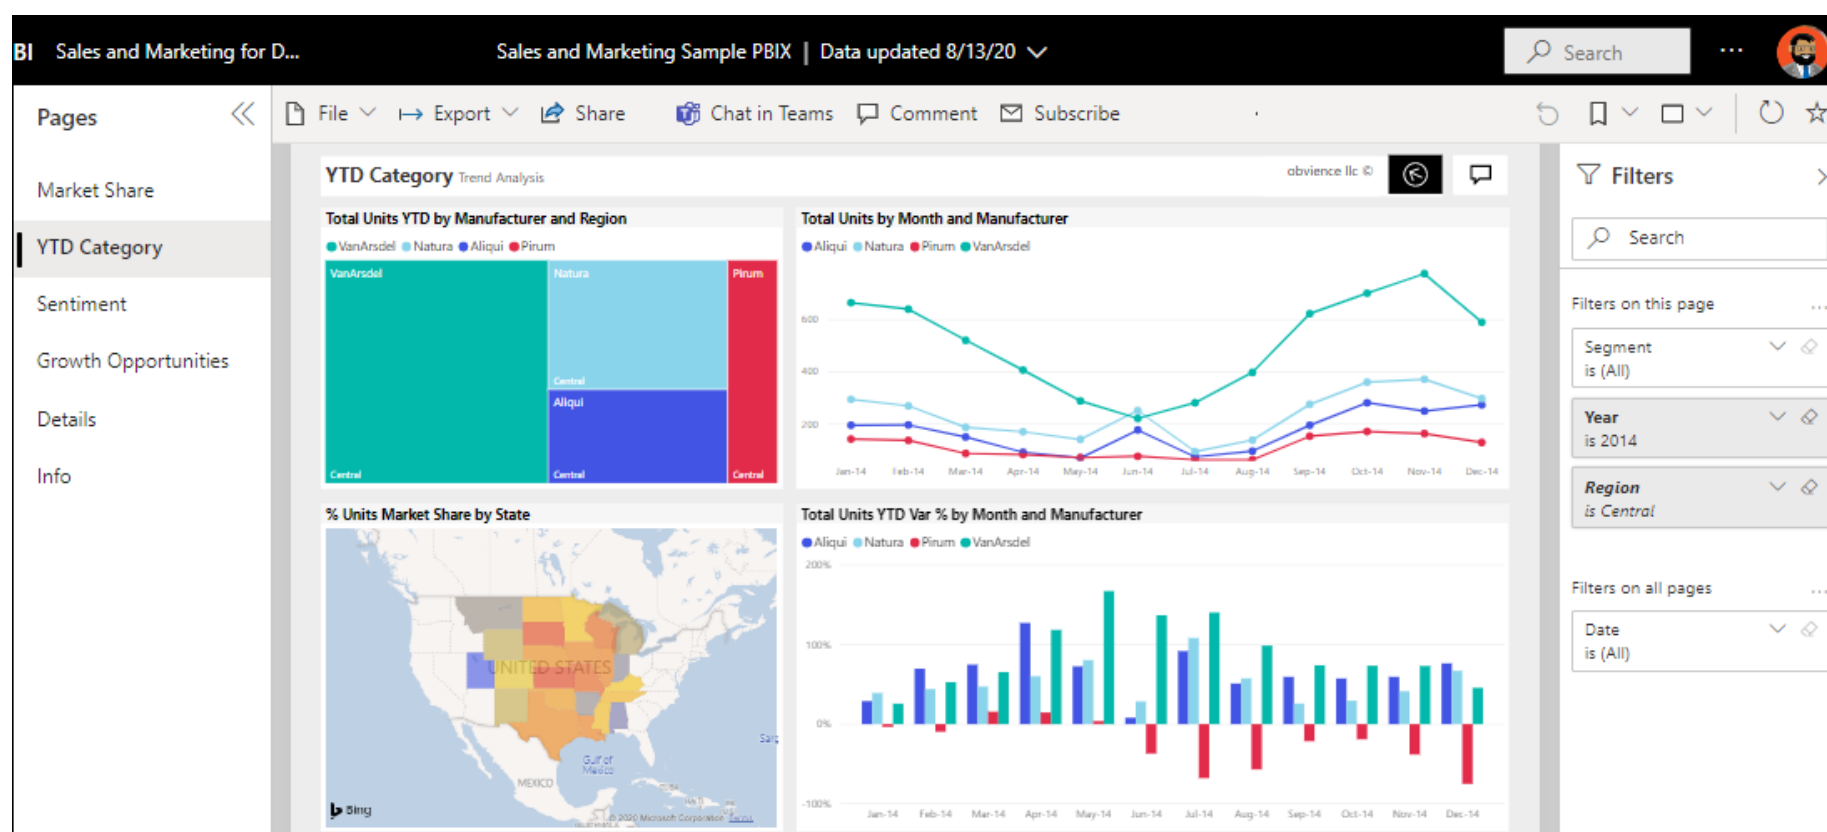 BI Sales and Marketing for D...
Sales and Marketing Sample PBIX | Data updated 8/13/20
Search
...
Pages
Market Share
YTD Category
Sentiment
Growth Opportunities
Details
Info
File
Export
Share
Chat in Teams
Comment
Subscribe
YTD Category Trend Analysis
obvience llc ©
Total Units YTD by Manufacturer and Region
VanArsdel Natura Aliqui Pirum
VanArsdel
Central
Natura
Central
Aliqui
Central
Pirum
Central
Total Units by Month and Manufacturer
Aliqui Natura Pirum VanArsdel
600
400
200
Jan-14 Feb-14 Mar-14 Apr-14 May-14 Jun-14 Jul-14 Aug-14 Sep-14 Oct-14 Nov-14 Dec-14
% Units Market Share by State
UNITED STATES
Gulf of
Mexico
MEXICO
CUBA
Bing
© 2020 Microsoft Corporation Terms
Total Units YTD Var % by Month and Manufacturer
Aliqui Natura Pirum VanArsdel
200%
100%
0%
-100%
Jan-14 Feb-14 Mar-14 Apr-14 May-14 Jun-14 Jul-14 Aug-14 Sep-14 Oct-14 Nov-14 Dec-14
Filters
Search
Filters on this page
...
Segment
is (All)
Year
is 2014
Region
is Central
Filters on all pages
...
Date
is (All)